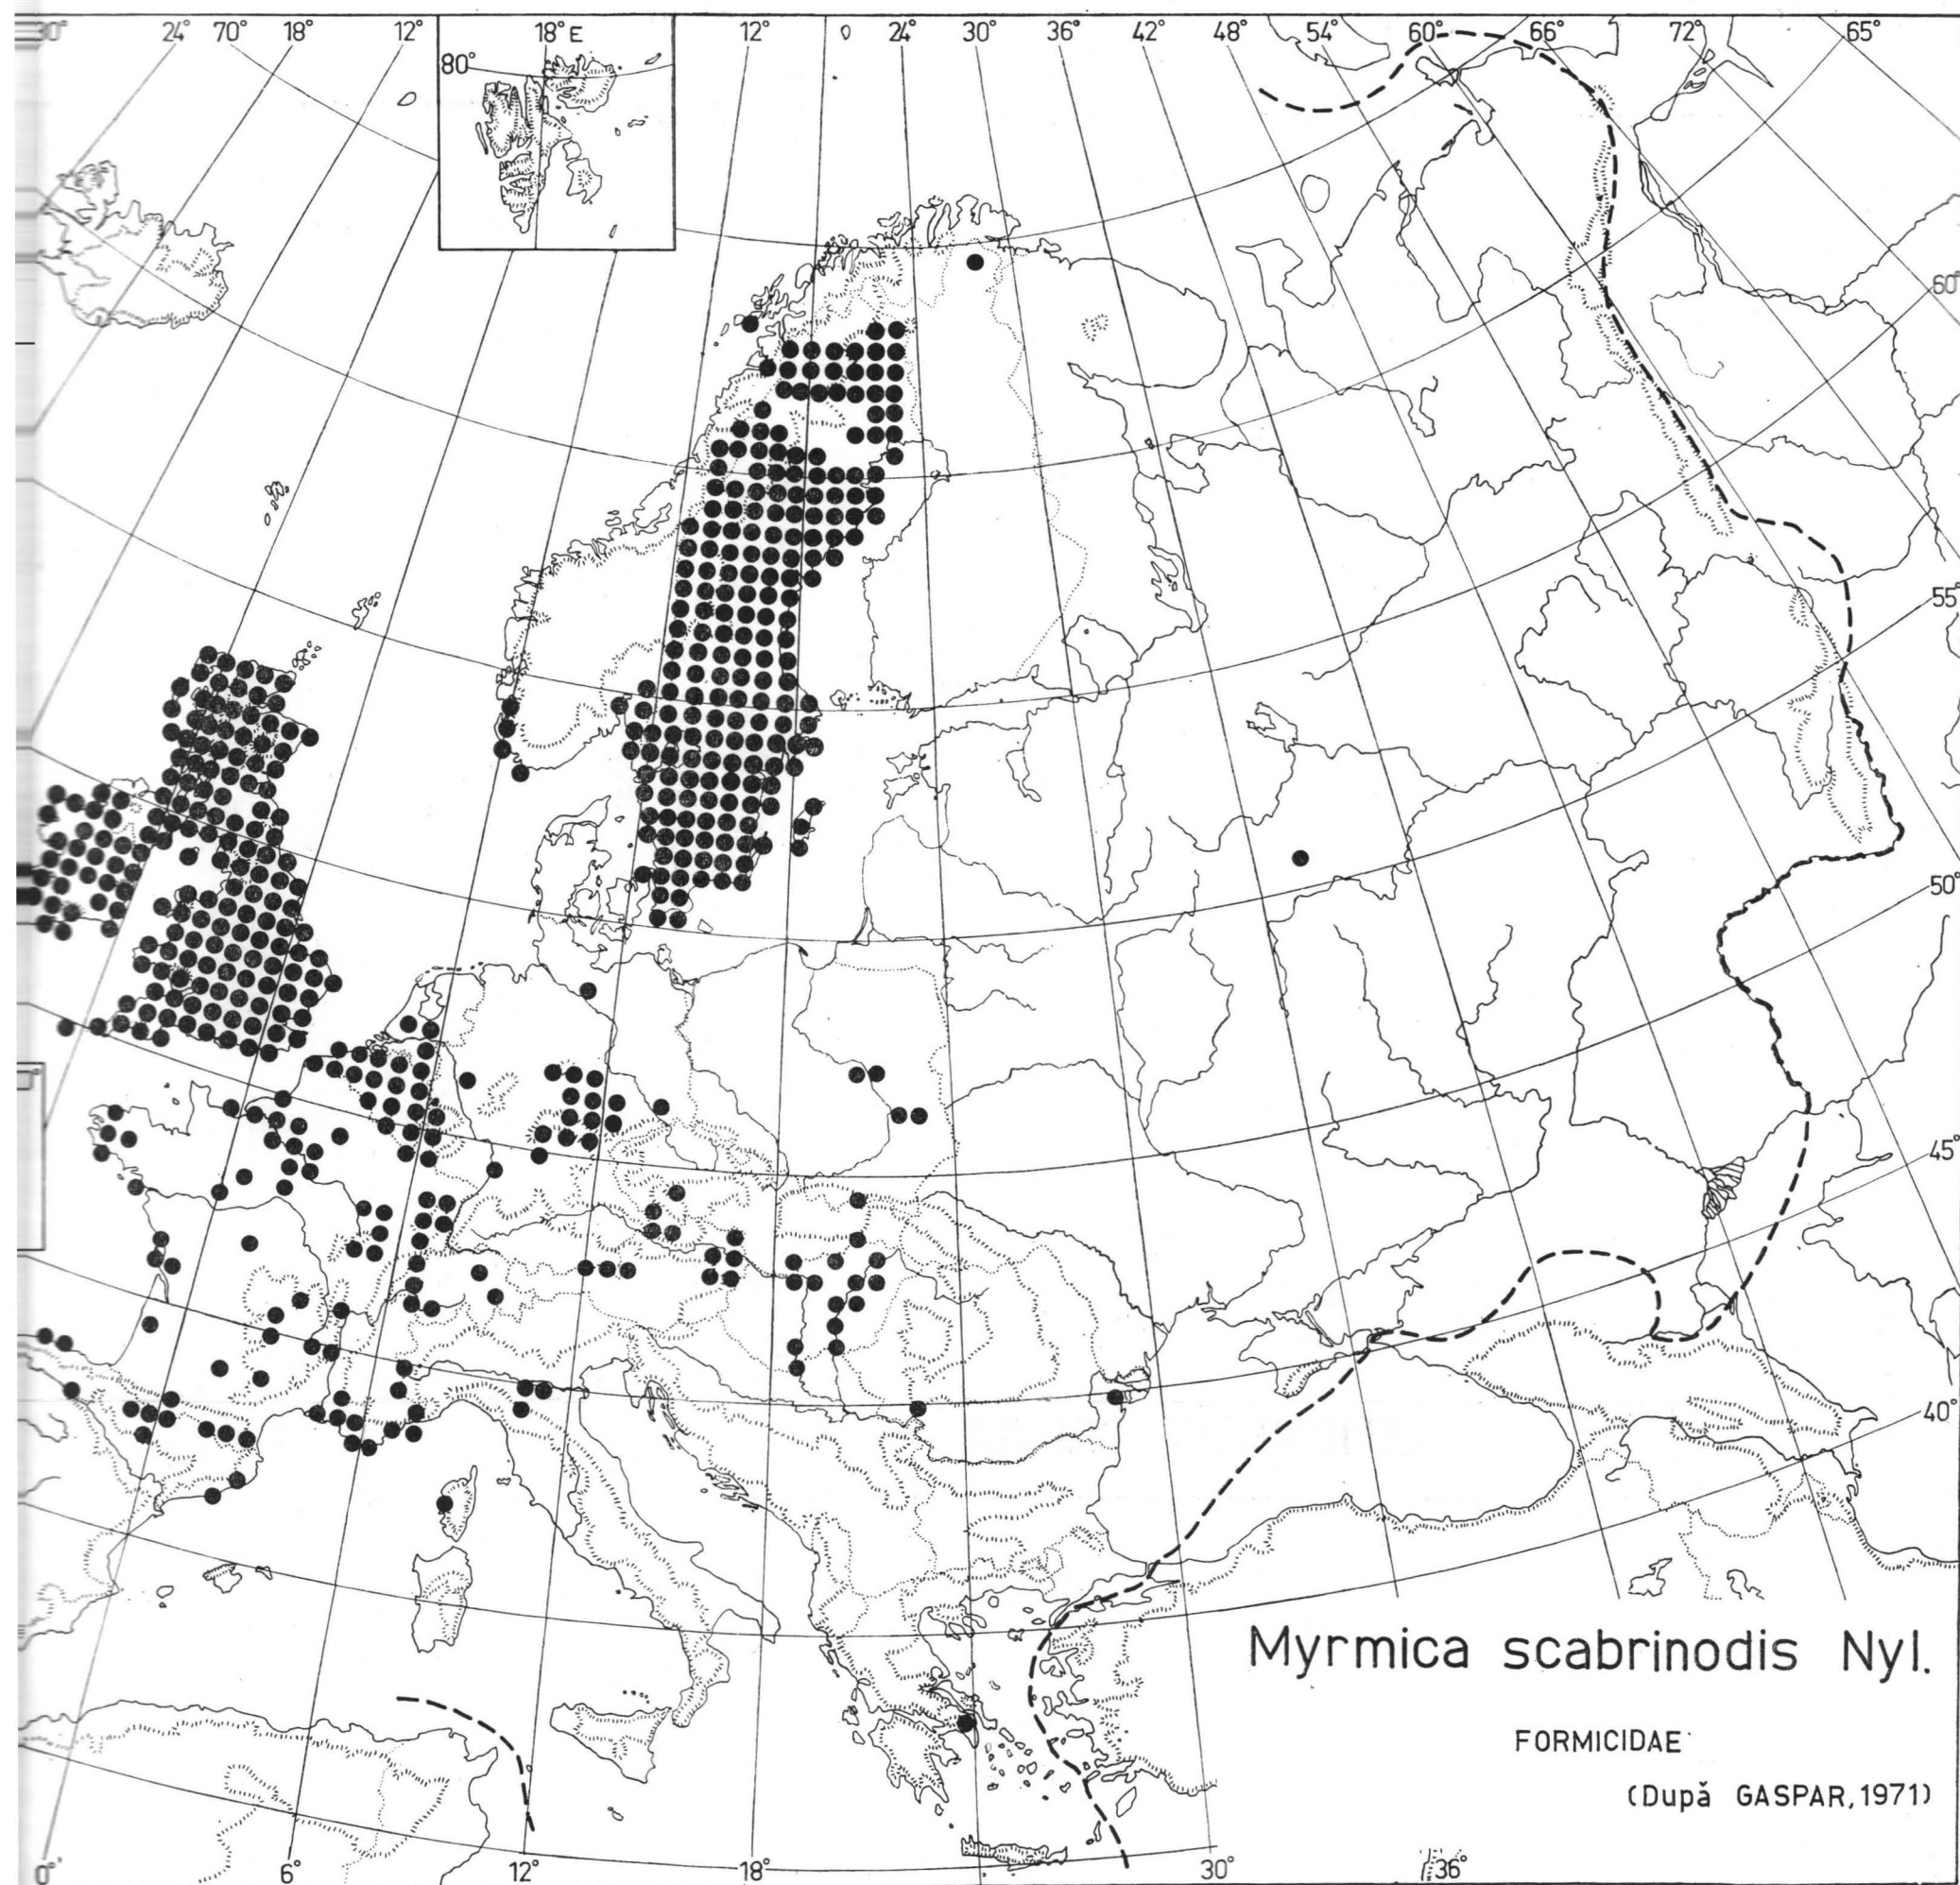 30° 24° 70° 18° 12° 18° E 12° 0 24° 30° 36° 42° 48° 54° 60° 66° 72° 65°
80°
60°
55°
50°
45°
40°
Myrmica scabrinodis Nyl.
FORMICIDAE
(După GASPAR, 1971)
0° 6° 12° 18° 30° 36°